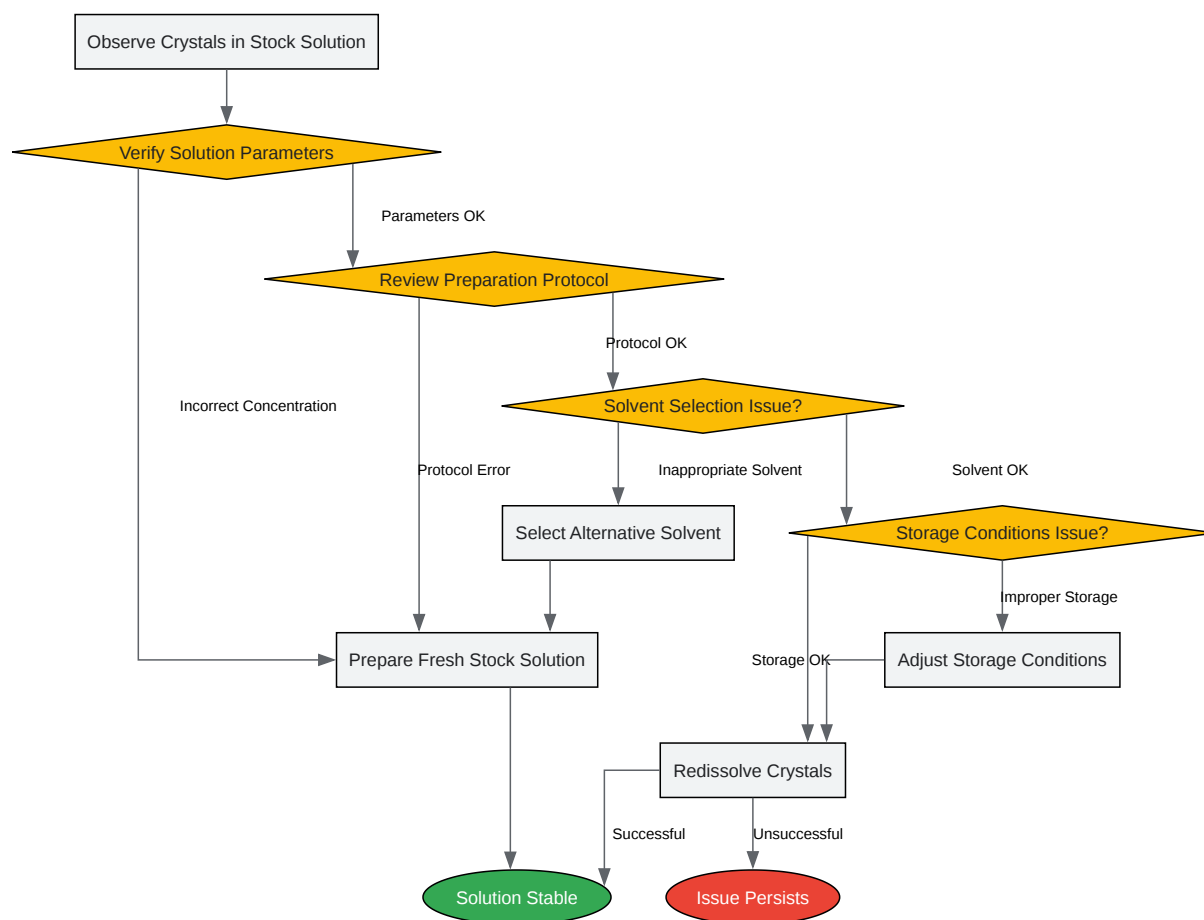 Observe Crystals in Stock Solution
Verify Solution Parameters
Parameters OK
Review Preparation Protocol
Protocol OK
Incorrect Concentration
Solvent Selection Issue?
Protocol Error
Inappropriate Solvent
Solvent OK
Select Alternative Solvent
Storage Conditions Issue?
Improper Storage
Prepare Fresh Stock Solution
Storage OK
Adjust Storage Conditions
Redissolve Crystals
Successful
Unsuccessful
Solution Stable
Issue Persists